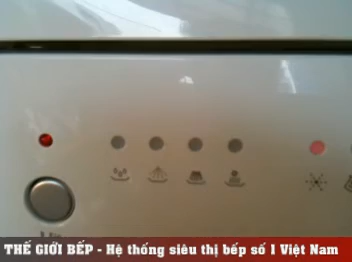 THẾ GIỚI BẾP - Hệ thống siêu thị bếp số 1 Việt Nam